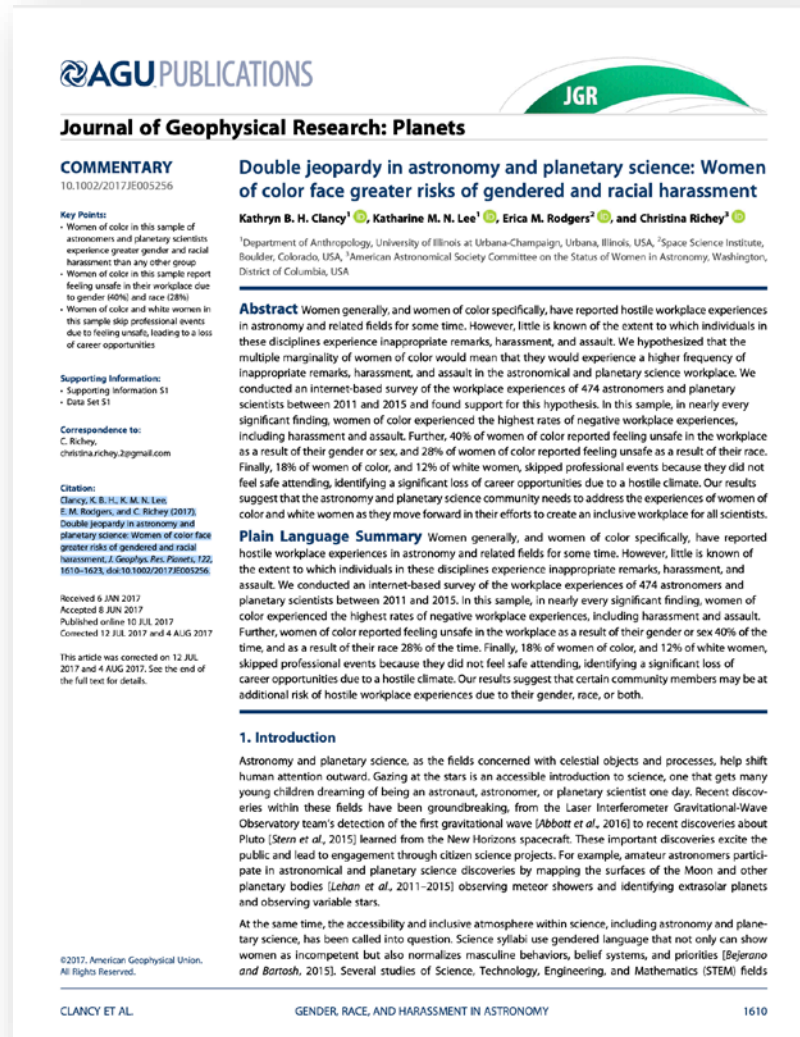 AGU PUBLICATIONS
JGR
Journal of Geophysical Research: Planets
COMMENTARY
10.1002/2017JE005256
Key Points:
• Women of color in this sample of
astronomers and planetary scientists
experience greater gender and racial
harassment than any other group
• Women of color in this sample report
feeling unsafe in their workplace due
to gender (40%) and race (28%)
• Women of color and white women in
this sample skip professional events
due to feeling unsafe, leading to a loss
of career opportunities
Supporting Information:
• Supporting Information S1
• Data Set S1
Correspondence to:
C. Richey,
christina.richey.2@gmail.com
Citation:
Clancy, K. B. H., K. M. N. Lee,
E. M. Rodgers, and C. Richey (2017),
Double jeopardy in astronomy and
planetary science: Women of color face
greater risks of gendered and racial
harassment, J. Geophys. Res. Planets, 122,
1610–1623, doi:10.1002/2017JE005256.
Received 6 JAN 2017
Accepted 8 JUN 2017
Published online 10 JUL 2017
Corrected 12 JUL 2017 and 4 AUG 2017
This article was corrected on 12 JUL
2017 and 4 AUG 2017. See the end of
the full text for details.
©2017. American Geophysical Union.
All Rights Reserved.
Double jeopardy in astronomy and planetary science: Women
of color face greater risks of gendered and racial harassment
Kathryn B. H. Clancy1 iD, Katharine M. N. Lee1 iD, Erica M. Rodgers2 iD, and Christina Richey3 iD
1Department of Anthropology, University of Illinois at Urbana-Champaign, Urbana, Illinois, USA, 2Space Science Institute,
Boulder, Colorado, USA, 3American Astronomical Society Committee on the Status of Women in Astronomy, Washington,
District of Columbia, USA
Abstract Women generally, and women of color specifically, have reported hostile workplace experiences
in astronomy and related fields for some time. However, little is known of the extent to which individuals in
these disciplines experience inappropriate remarks, harassment, and assault. We hypothesized that the
multiple marginality of women of color would mean that they would experience a higher frequency of
inappropriate remarks, harassment, and assault in the astronomical and planetary science workplace. We
conducted an internet-based survey of the workplace experiences of 474 astronomers and planetary
scientists between 2011 and 2015 and found support for this hypothesis. In this sample, in nearly every
significant finding, women of color experienced the highest rates of negative workplace experiences,
including harassment and assault. Further, 40% of women of color reported feeling unsafe in the workplace
as a result of their gender or sex, and 28% of women of color reported feeling unsafe as a result of their race.
Finally, 18% of women of color, and 12% of white women, skipped professional events because they did not
feel safe attending, identifying a significant loss of career opportunities due to a hostile climate. Our results
suggest that the astronomy and planetary science community needs to address the experiences of women of
color and white women as they move forward in their efforts to create an inclusive workplace for all scientists.
Plain Language Summary Women generally, and women of color specifically, have reported
hostile workplace experiences in astronomy and related fields for some time. However, little is known of
the extent to which individuals in these disciplines experience inappropriate remarks, harassment, and
assault. We conducted an internet-based survey of the workplace experiences of 474 astronomers and
planetary scientists between 2011 and 2015. In this sample, in nearly every significant finding, women of
color experienced the highest rates of negative workplace experiences, including harassment and assault.
Further, women of color reported feeling unsafe in the workplace as a result of their gender or sex 40% of the
time, and as a result of their race 28% of the time. Finally, 18% of women of color, and 12% of white women,
skipped professional events because they did not feel safe attending, identifying a significant loss of
career opportunities due to a hostile climate. Our results suggest that certain community members may be at
additional risk of hostile workplace experiences due to their gender, race, or both.
1. Introduction
Astronomy and planetary science, as the fields concerned with celestial objects and processes, help shift
human attention outward. Gazing at the stars is an accessible introduction to science, one that gets many
young children dreaming of being an astronaut, astronomer, or planetary scientist one day. Recent discov-
eries within these fields have been groundbreaking, from the Laser Interferometer Gravitational-Wave
Observatory team's detection of the first gravitational wave [Abbott et al., 2016] to recent discoveries about
Pluto [Stern et al., 2015] learned from the New Horizons spacecraft. These important discoveries excite the
public and lead to engagement through citizen science projects. For example, amateur astronomers partici-
pate in astronomical and planetary science discoveries by mapping the surfaces of the Moon and other
planetary bodies [Lehan et al., 2011–2015] observing meteor showers and identifying extrasolar planets
and observing variable stars.
At the same time, the accessibility and inclusive atmosphere within science, including astronomy and plane-
tary science, has been called into question. Science syllabi use gendered language that not only can show
women as incompetent but also normalizes masculine behaviors, belief systems, and priorities [Bejerano
and Bartosh, 2015]. Several studies of Science, Technology, Engineering, and Mathematics (STEM) fields
CLANCY ET AL.
GENDER, RACE, AND HARASSMENT IN ASTRONOMY
1610